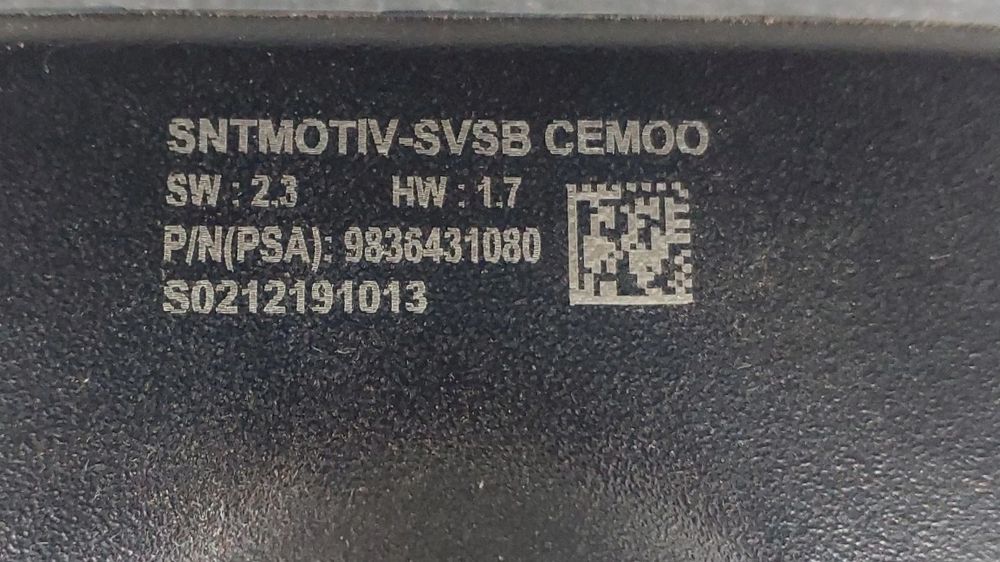 SNTMOTIV-SVSB CEMOO
SW : 2.3 HW : 1.7
P/N(PSA): 9836431080
S0212191013